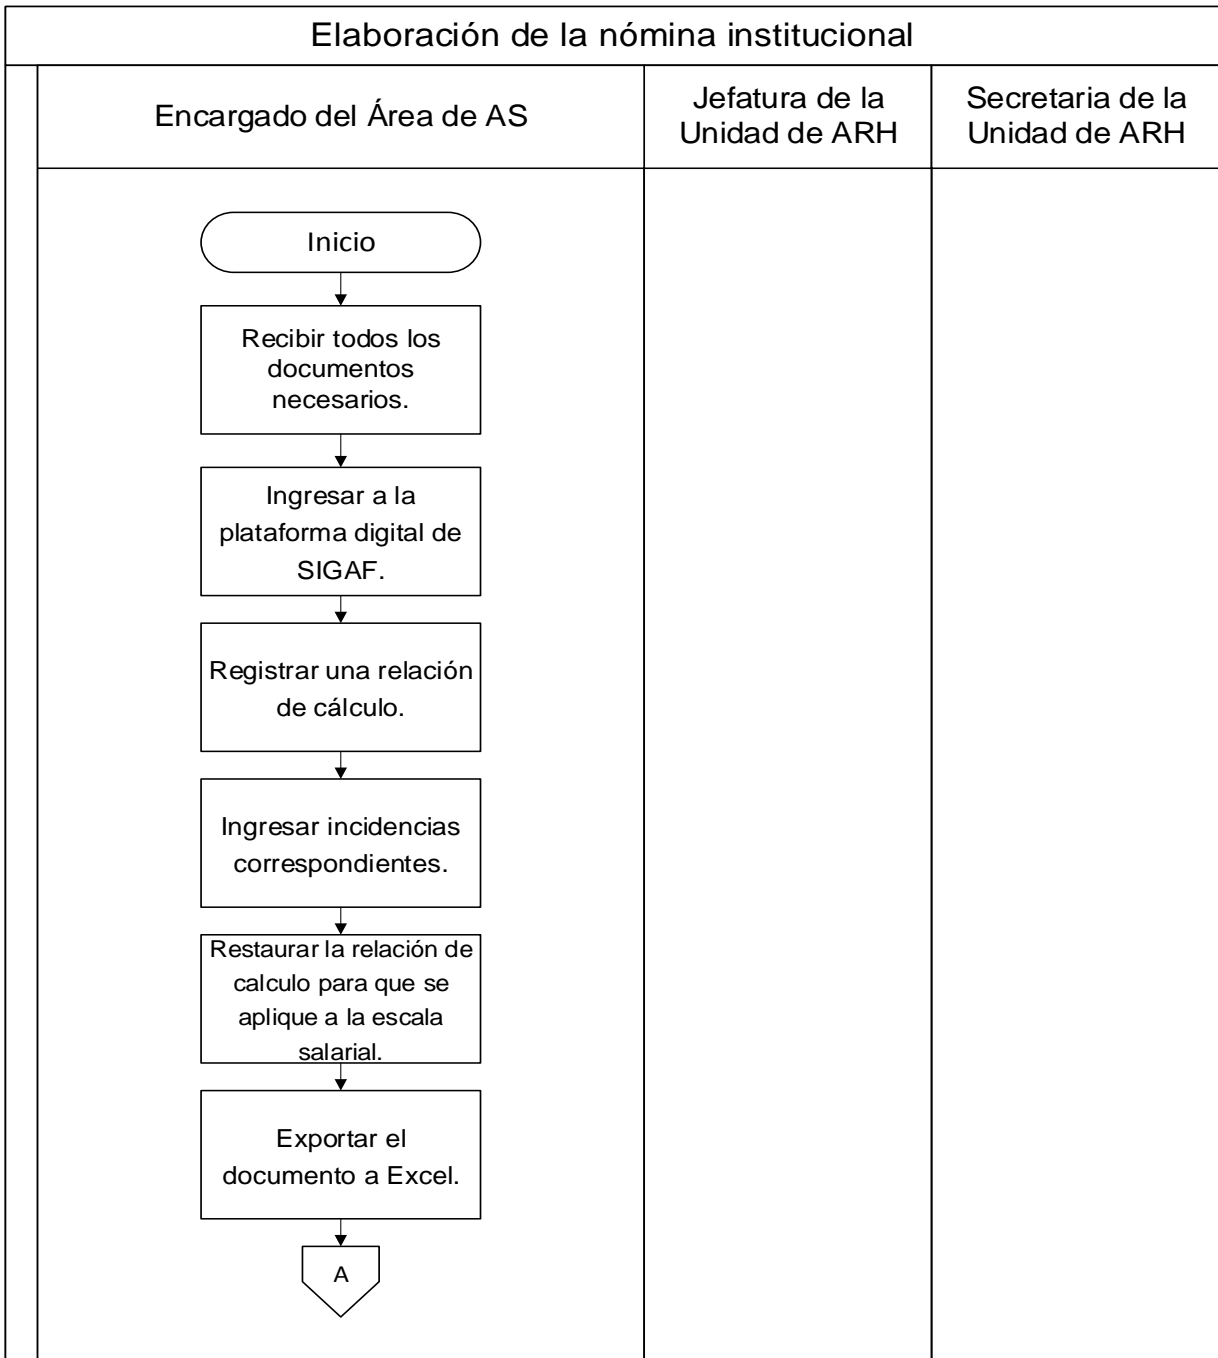 Elaboración de la nómina institucional
Encargado del Área de AS
Jefatura de la
Unidad de ARH
Secretaria de la
Unidad de ARH
Inicio
Recibir todos los
documentos
necesarios.
Ingresar a la
plataforma digital de
SIGAF.
Registrar una relación
de cálculo.
Ingresar incidencias
correspondientes.
Restaurar la relación de
calculo para que se
aplique a la escala
salarial.
Exportar el
documento a Excel.
A